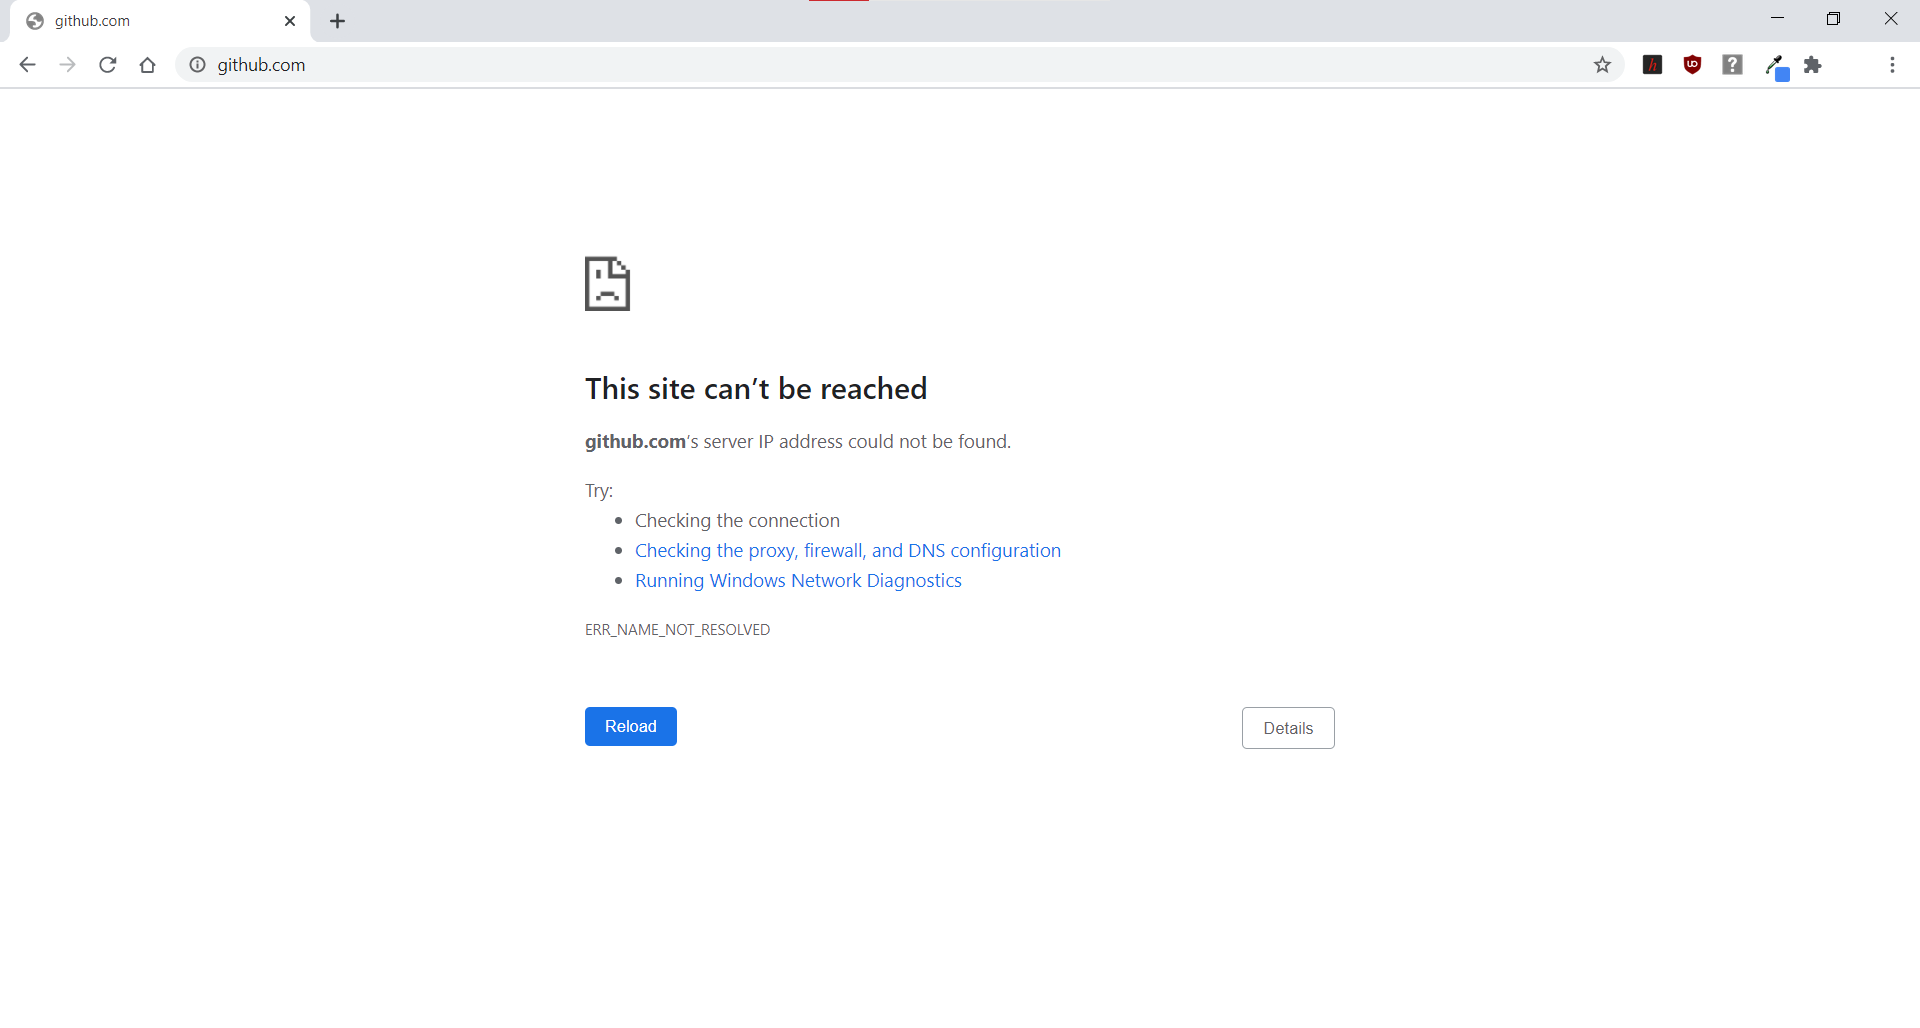 github.com
github.com
This site can’t be reached
github.com’s server IP address could not be found.
Try:
Checking the connection
Checking the proxy, firewall, and DNS configuration
Running Windows Network Diagnostics
ERR_NAME_NOT_RESOLVED
Reload
Details